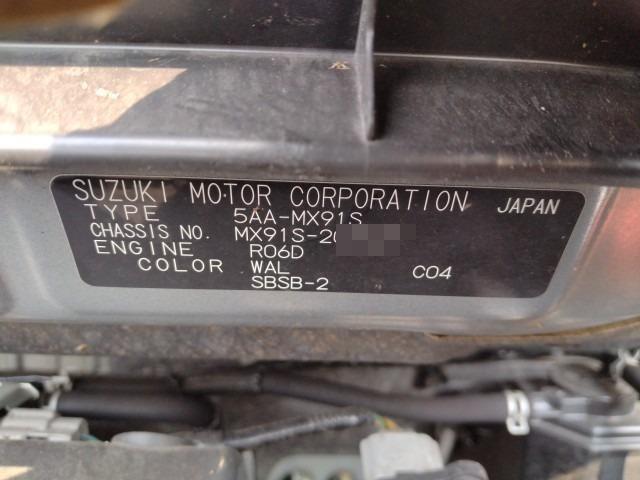 SUZUKI MOTOR CORPORATION JAPAN
TYPE 5AA-MX91S
CHASSIS NO. MX91S-20
ENGINE R06D
COLOR WAL C04
SBSB-2